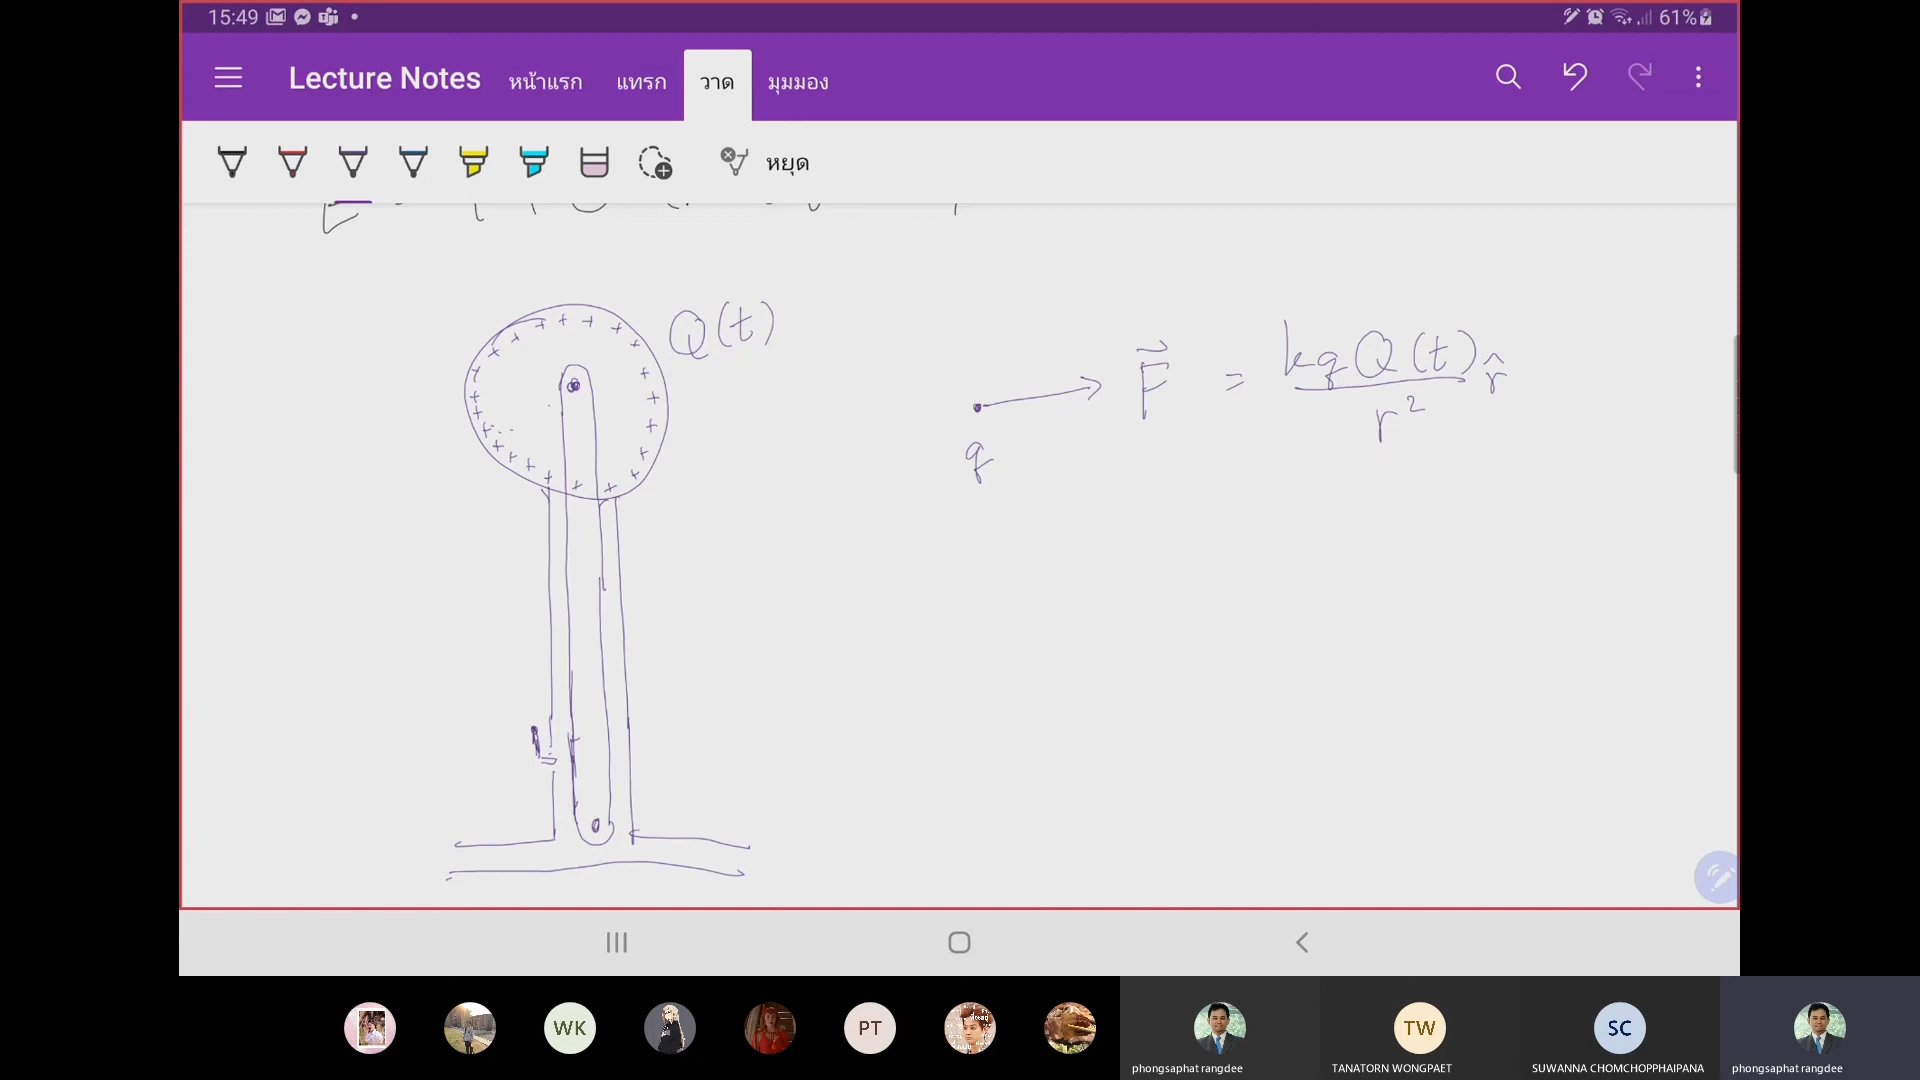 15:49 61%
Lecture Notes หน้าแรก แทรก วาด มุมมอง
หยุด
Q(t)
q
F⃗ = kqQ(t)/r² r̂
WK PT TW SC
phongsaphat rangdee TANATORN WONGPAET SUWANNA CHOMCHOPPHAIPANA phongsaphat rangdee